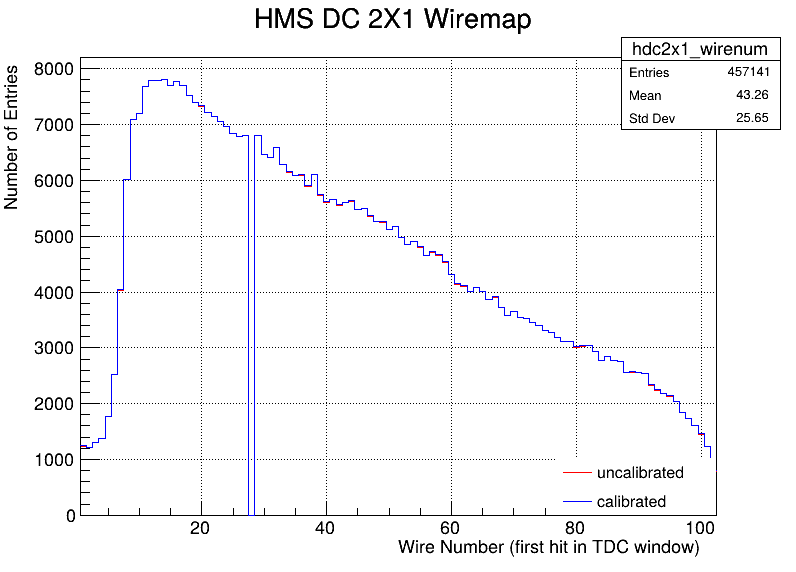 HMS DC 2X1 Wiremap
hdc2x1_wirenum
Entries 457141
Mean 43.26
Std Dev 25.65
Number of Entries
8000
7000
6000
5000
4000
3000
2000
1000
0
uncalibrated
calibrated
20 40 60 80 100
Wire Number (first hit in TDC window)